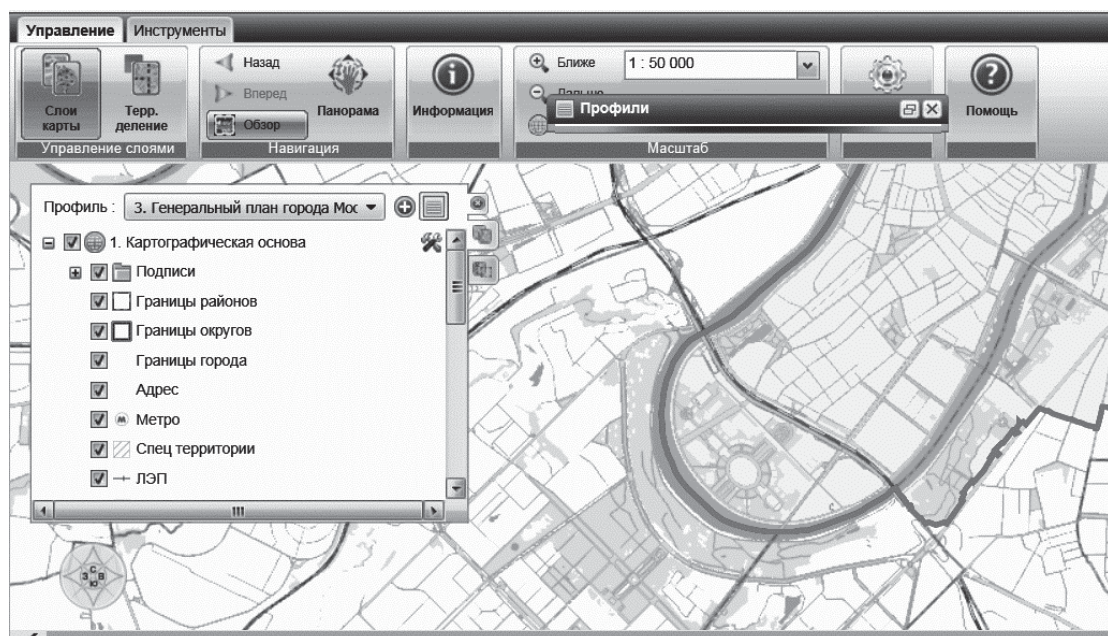 Управление Инструменты
Назад
Вперед
Обзор
Слои
карты
Терр.
деление
Панорама
Информация
Ближе
1 : 50 000
Дальше
Профили
Помощь
Управление слоями
Навигация
Масштаб
Профиль :
3. Генеральный план города Мос
1. Картографическая основа
Подписи
Границы районов
Границы округов
Границы города
Адрес
Метро
Спец территории
ЛЭП
С
З В
Ю